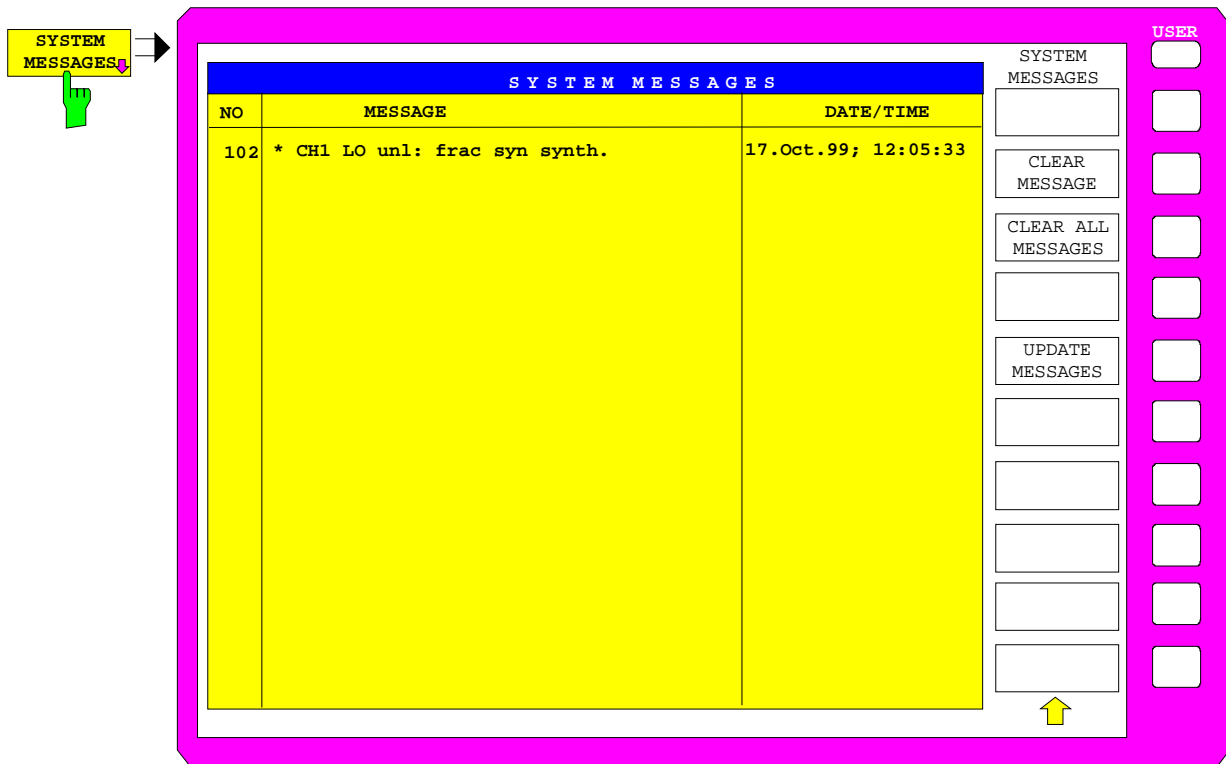 SYSTEM
MESSAGES
USER
SYSTEM
MESSAGES
SYSTEM MESSAGES
NO MESSAGE DATE/TIME
102 * CH1 LO unl: frac syn synth. 17.Oct.99; 12:05:33
CLEAR
MESSAGE
CLEAR ALL
MESSAGES
UPDATE
MESSAGES